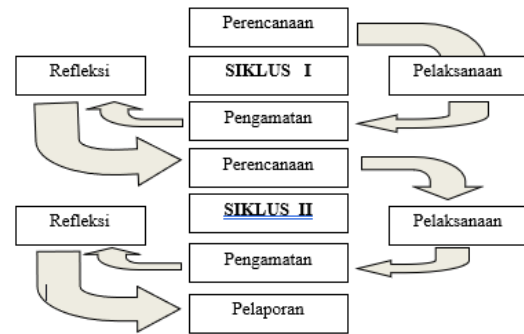 Perencanaan
Refleksi
SIKLUS I
Pelaksanaan
Pengamatan
Perencanaan
Refleksi
SIKLUS II
Pelaksanaan
Pengamatan
Pelaporan